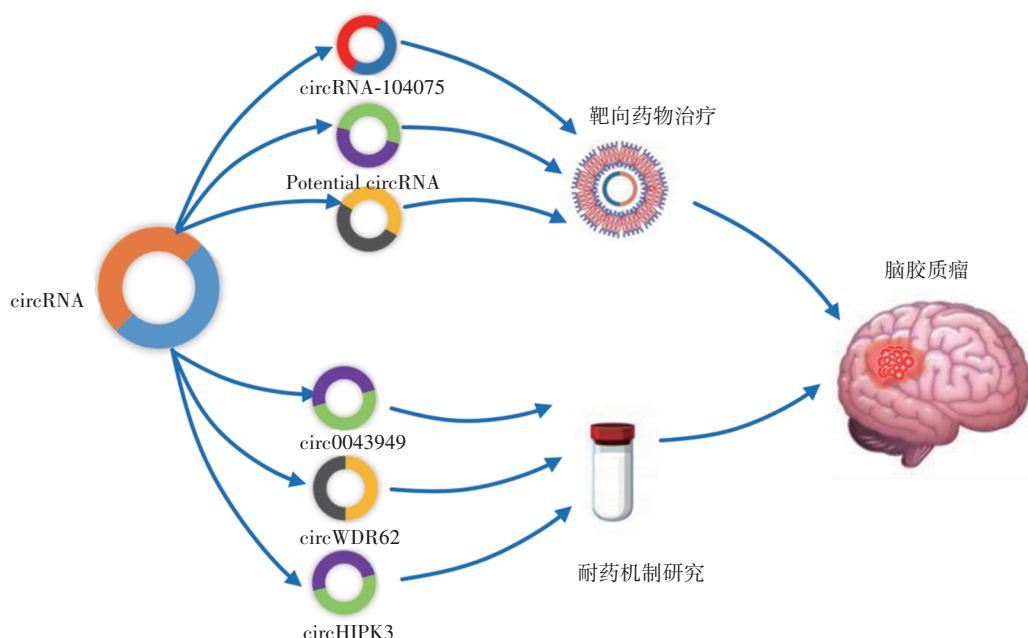 circRNA-104075
靶向药物治疗
Potential circRNA
脑胶质瘤
circRNA
circ0043949
circWDR62
耐药机制研究
circHIPK3